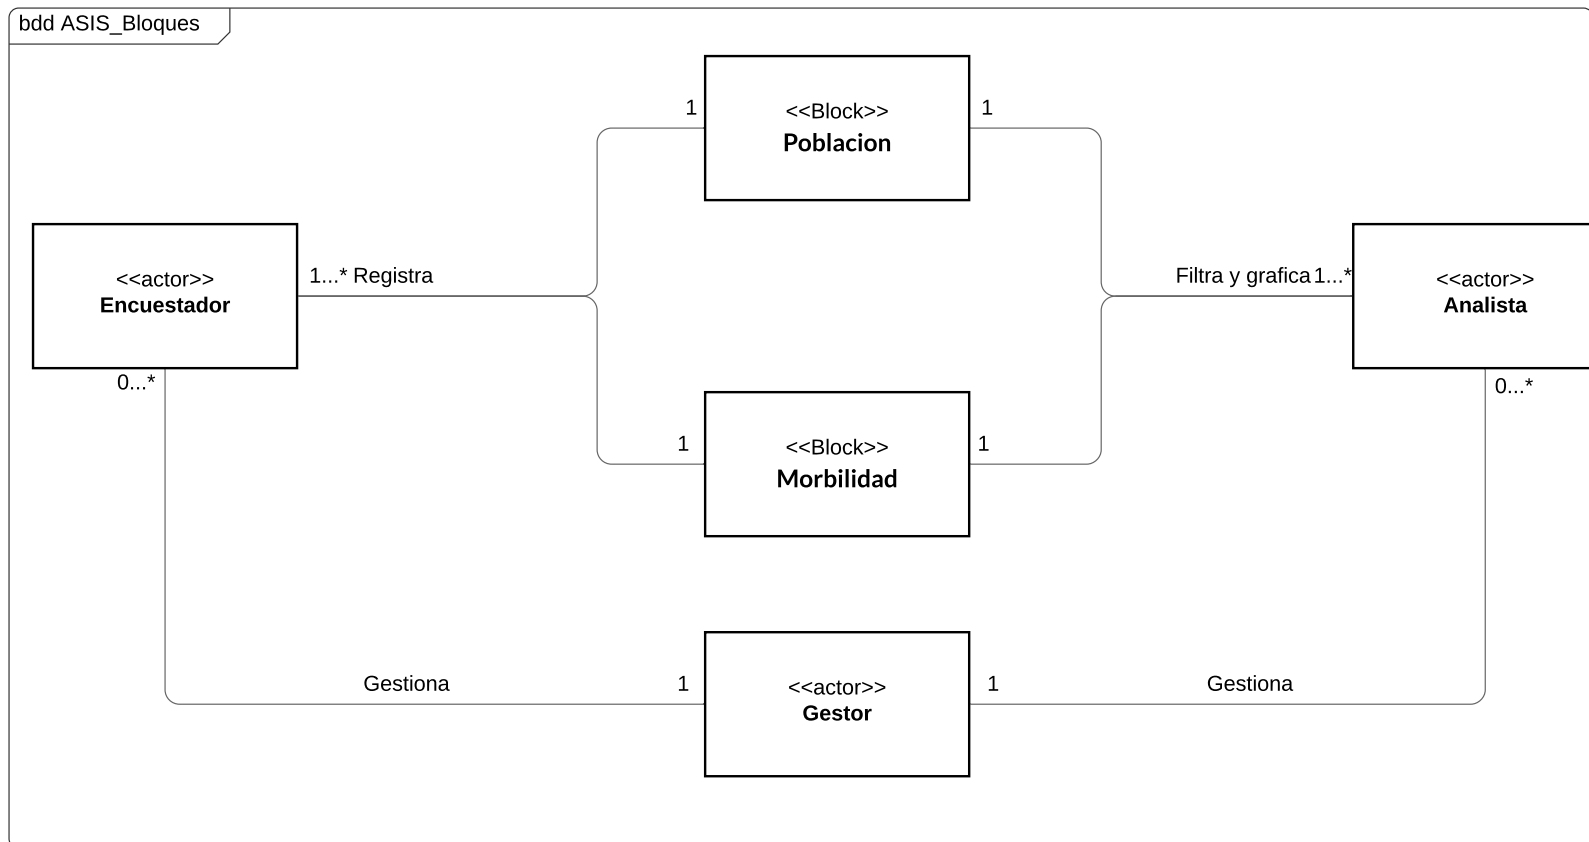 bdd ASIS_Bloques
1
<<Block>>
Poblacion
1
<<actor>>
Encuestador
1...* Registra
Filtra y grafica 1...*
<<actor>>
Analista
0...*
0...*
1
<<Block>>
Morbilidad
1
Gestiona
1
<<actor>>
Gestor
1
Gestiona